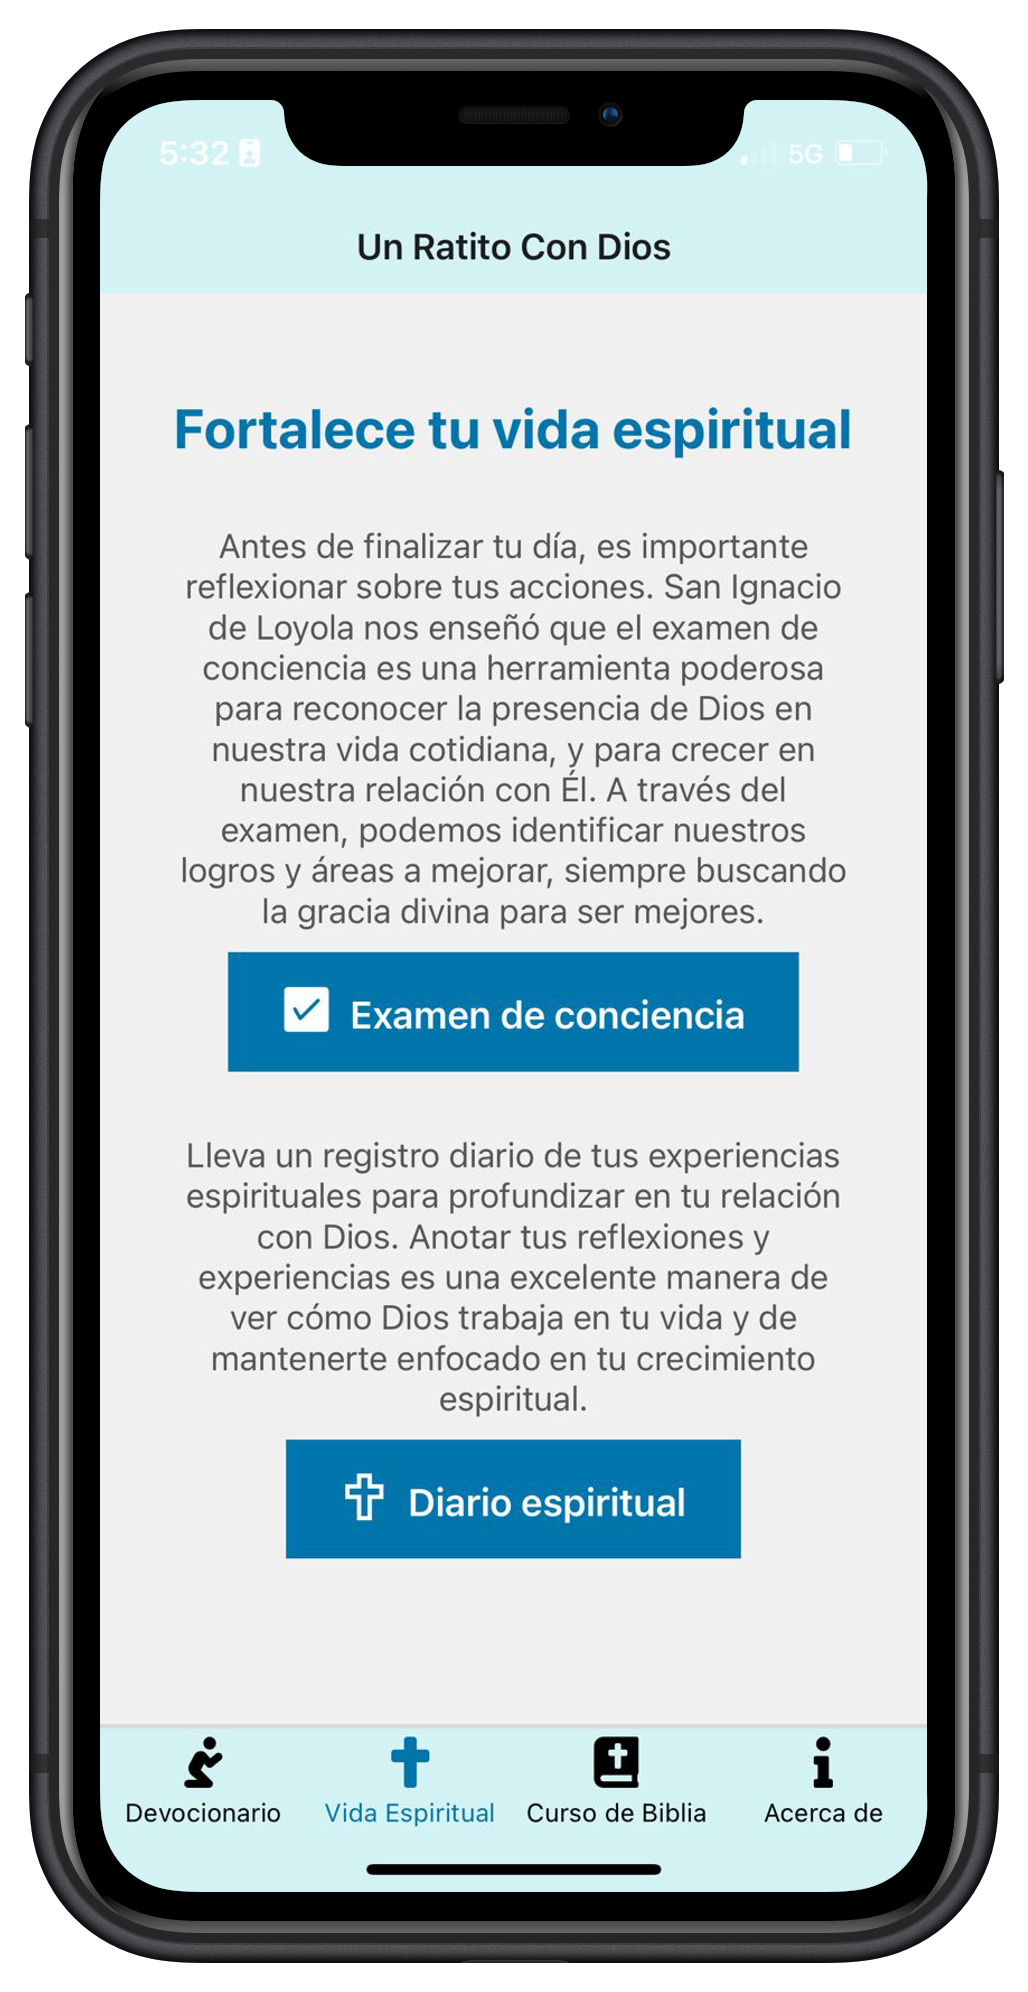 5:32
5G
Un Ratito Con Dios
Fortalece tu vida espiritual
Antes de finalizar tu día, es importante
reflexionar sobre tus acciones. San Ignacio
de Loyola nos enseñó que el examen de
conciencia es una herramienta poderosa
para reconocer la presencia de Dios en
nuestra vida cotidiana, y para crecer en
nuestra relación con Él. A través del
examen, podemos identificar nuestros
logros y áreas a mejorar, siempre buscando
la gracia divina para ser mejores.
Examen de conciencia
Lleva un registro diario de tus experiencias
espirituales para profundizar en tu relación
con Dios. Anotar tus reflexiones y
experiencias es una excelente manera de
ver cómo Dios trabaja en tu vida y de
mantenerte enfocado en tu crecimiento
espiritual.
Diario espiritual
Devocionario
Vida Espiritual
Curso de Biblia
Acerca de